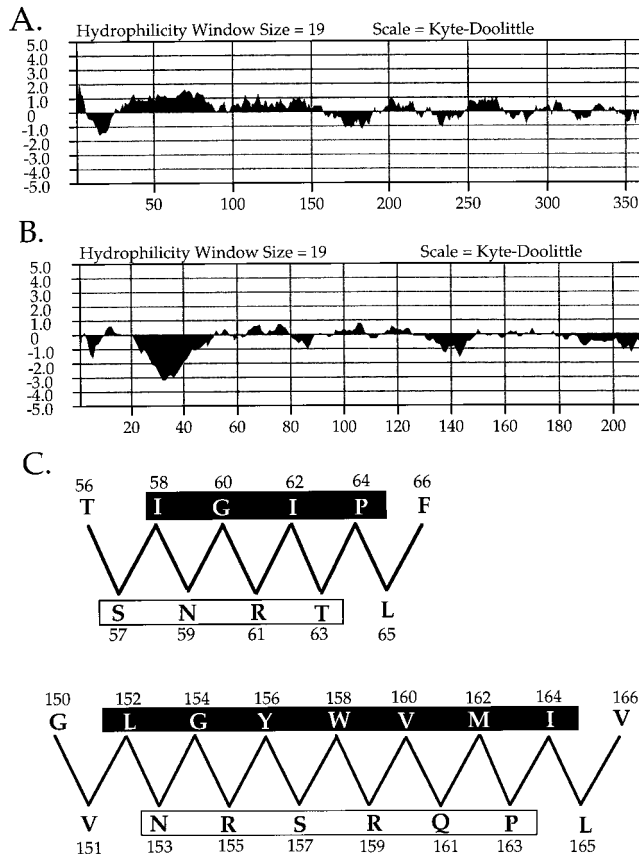 A.
Hydrophilicity Window Size = 19 Scale = Kyte-Doolittle
5.0
4.0
3.0
2.0
1.0
0
-1.0
-2.0
-3.0
-4.0
-5.0
50 100 150 200 250 300 350
B.
Hydrophilicity Window Size = 19 Scale = Kyte-Doolittle
5.0
4.0
3.0
2.0
1.0
0
-1.0
-2.0
-3.0
-4.0
-5.0
20 40 60 80 100 120 140 160 180 200
C.
56 58 60 62 64 66
T I G I P F
S N R T L
57 59 61 63 65
150 152 154 156 158 160 162 164 166
G L G Y W V M I V
V N R S R Q P L
151 153 155 157 159 161 163 165